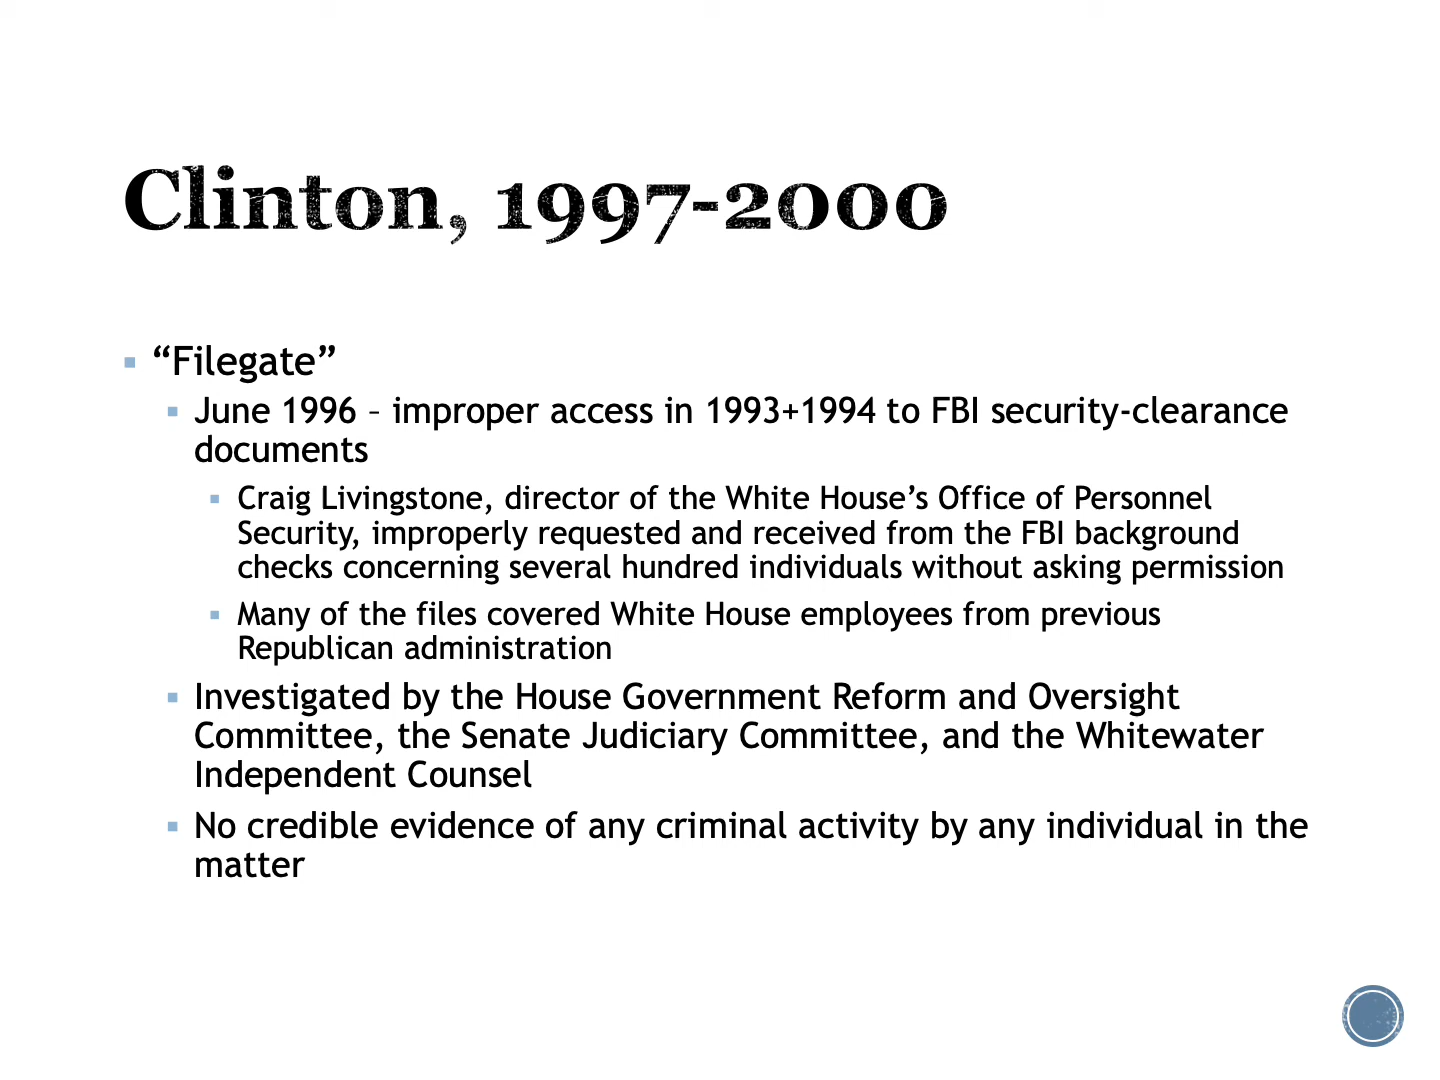 Clinton, 1997-2000
“Filegate”
June 1996 – improper access in 1993+1994 to FBI security-clearance
documents
Craig Livingstone, director of the White House’s Office of Personnel
Security, improperly requested and received from the FBI background
checks concerning several hundred individuals without asking permission
Many of the files covered White House employees from previous
Republican administration
Investigated by the House Government Reform and Oversight
Committee, the Senate Judiciary Committee, and the Whitewater
Independent Counsel
No credible evidence of any criminal activity by any individual in the
matter